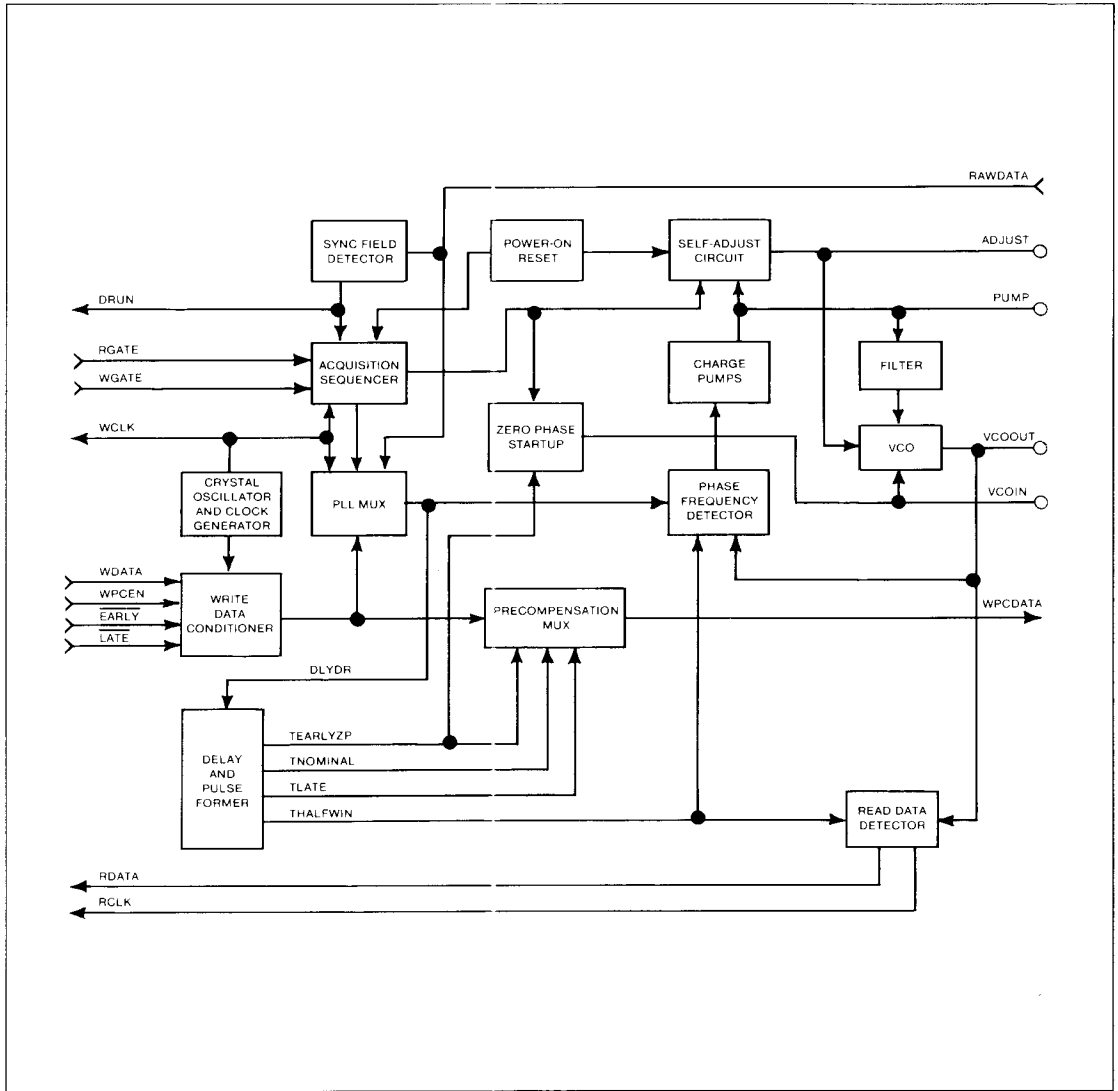 RAWDATA
SYNC FIELD
DETECTOR
POWER-ON
RESET
SELF-ADJUST
CIRCUIT
ADJUST
DRUN
PUMP
RGATE
WGATE
ACQUISITION
SEQUENCER
CHARGE
PUMPS
FILTER
WCLK
ZERO PHASE
STARTUP
VCO
VCOOUT
CRYSTAL
OSCILLATOR
AND CLOCK
GENERATOR
PLL MUX
PHASE
FREQUENCY
DETECTOR
VCOIN
WDATA
WPCEN
EARLY
LATE
WRITE
DATA
CONDITIONER
PRECOMPENSATION
MUX
WPCDATA
DLYDR
DELAY
AND
PULSE
FORMER
TEARLYZP
TNOMINAL
TLATE
THALFWIN
READ DATA
DETECTOR
RDATA
RCLK